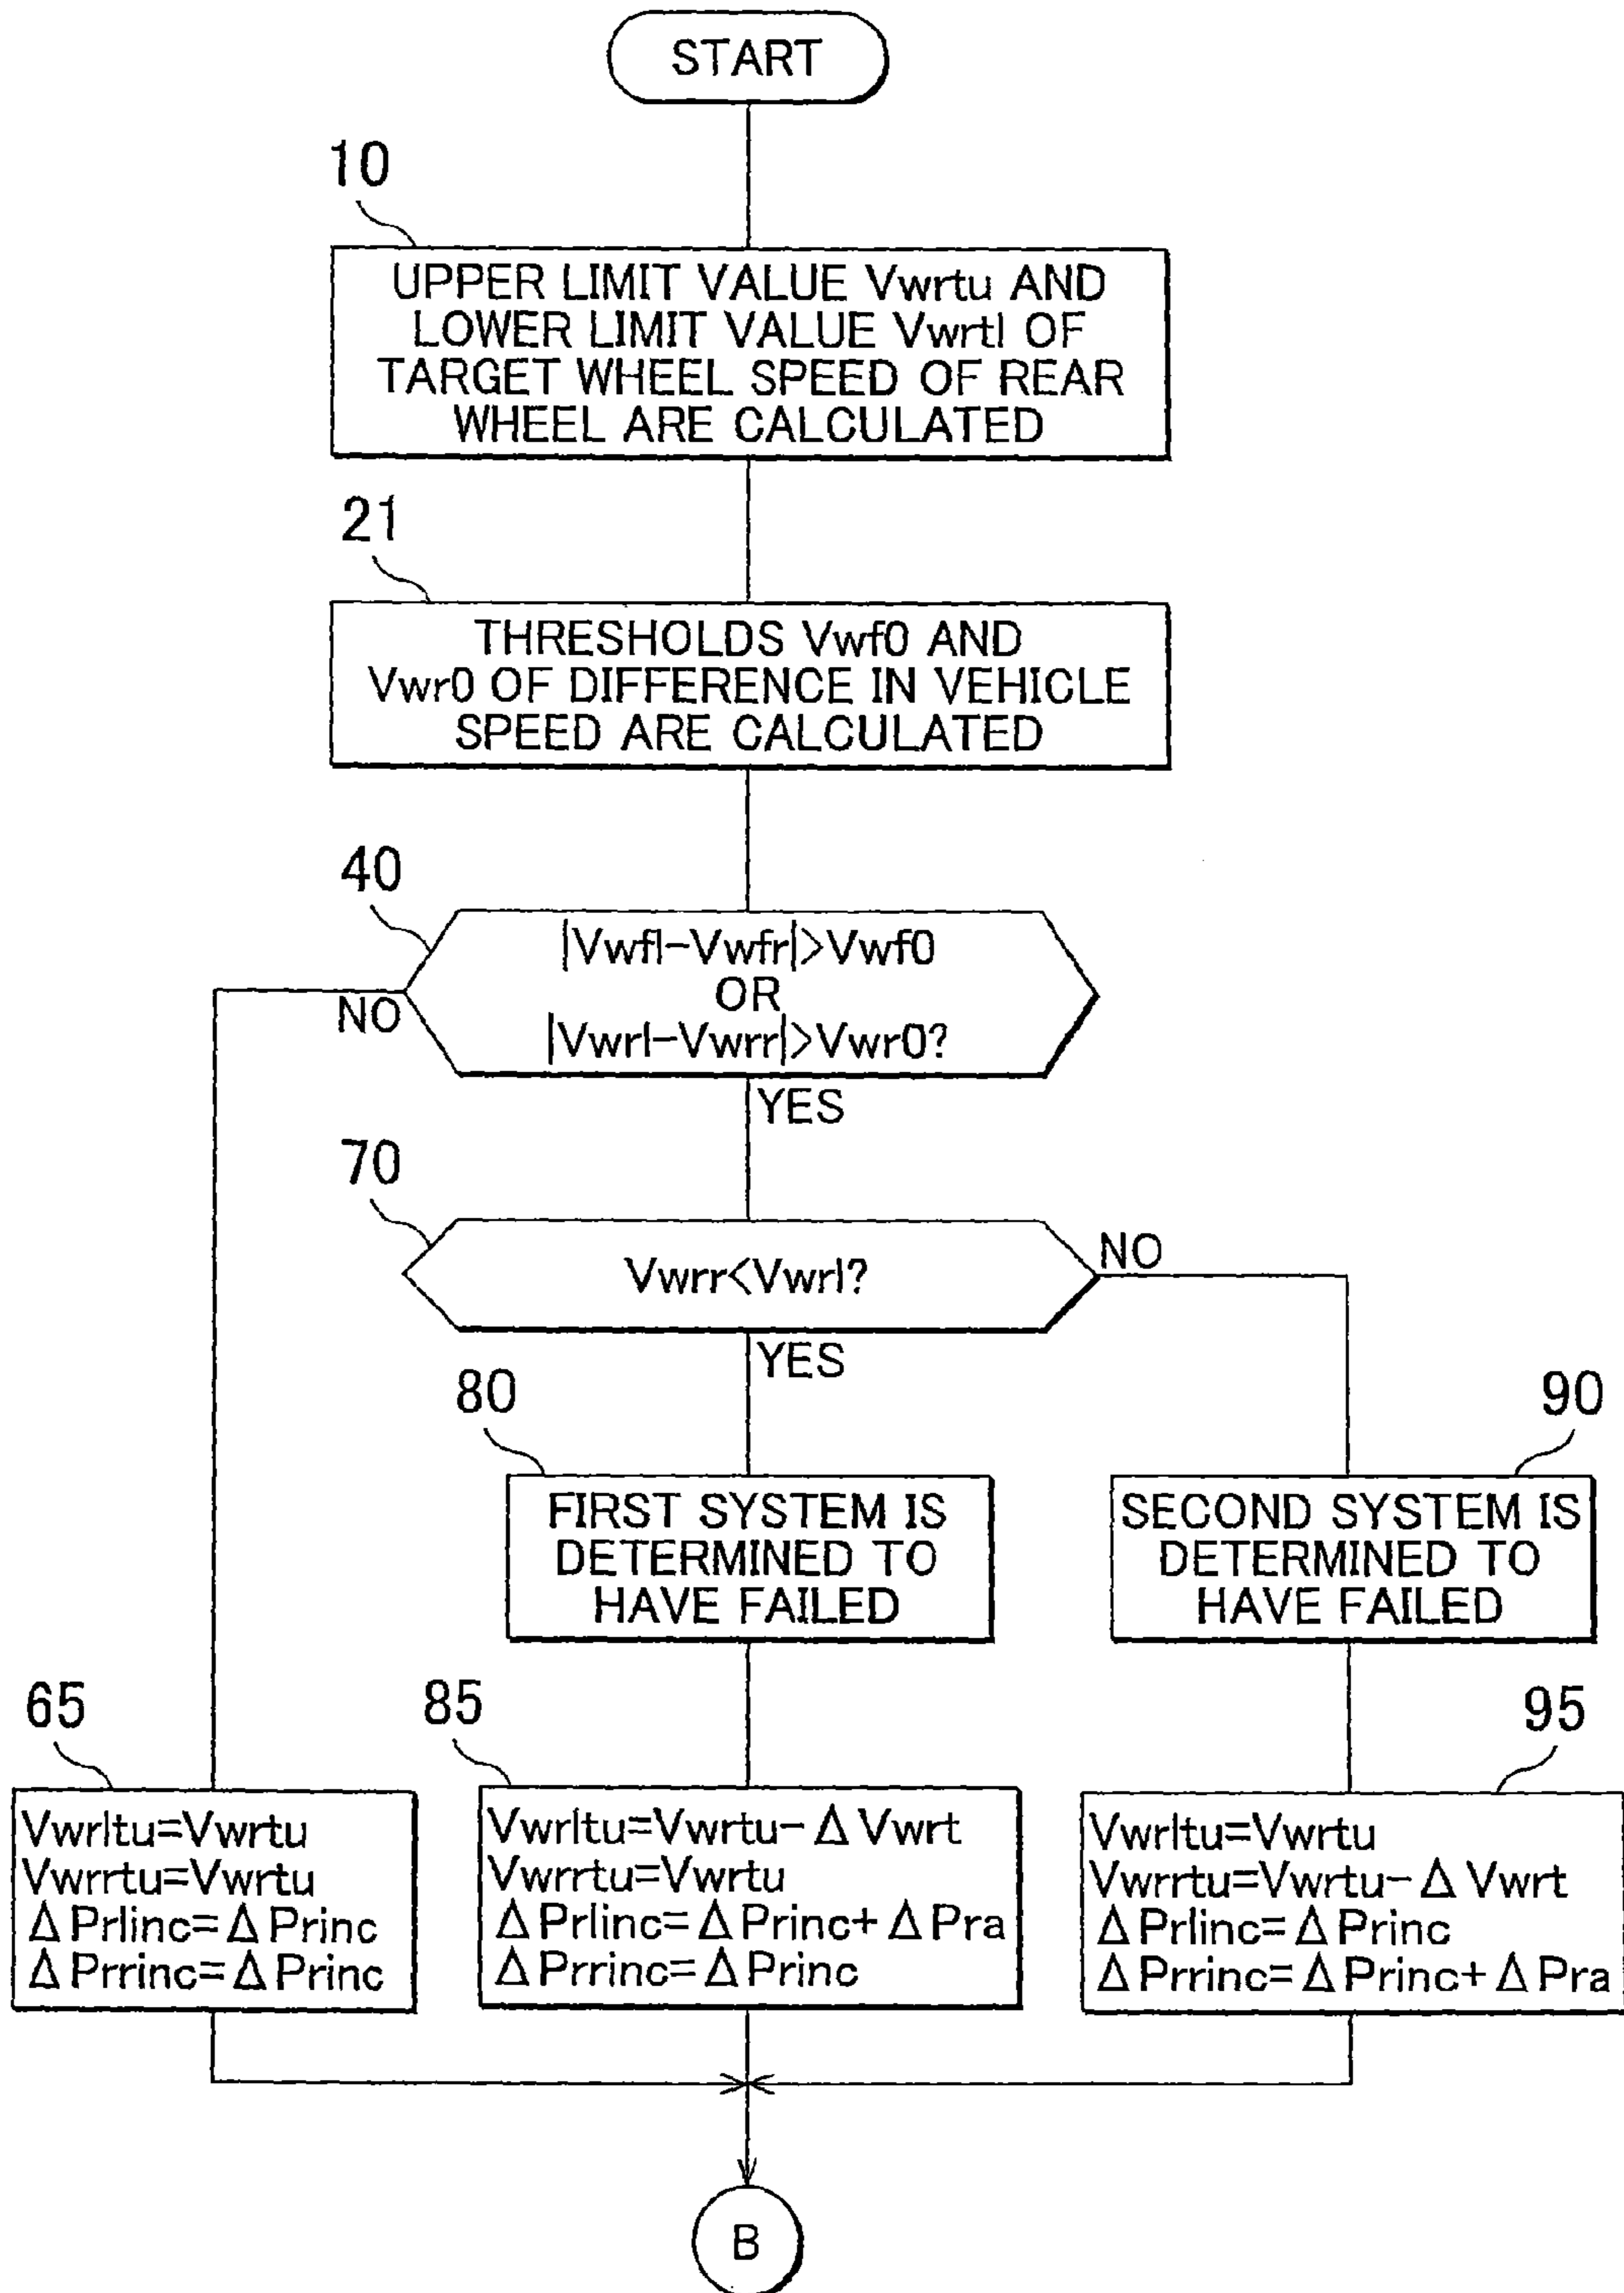 START
10
UPPER LIMIT VALUE Vwrtu AND
LOWER LIMIT VALUE Vwrtl OF
TARGET WHEEL SPEED OF REAR
WHEEL ARE CALCULATED
21
THRESHOLDS Vwf0 AND
Vwr0 OF DIFFERENCE IN VEHICLE
SPEED ARE CALCULATED
40
|Vwfl-Vwfr|>Vwf0
OR
|Vwrl-Vwrr|>Vwr0?
NO
YES
70
Vwrr<Vwrl?
NO
YES
80
FIRST SYSTEM IS
DETERMINED TO
HAVE FAILED
90
SECOND SYSTEM IS
DETERMINED TO
HAVE FAILED
65
Vwrltu=Vwrtu
Vwrrtu=Vwrtu
ΔPrlinc=ΔPrinc
ΔPrrinc=ΔPrinc
85
Vwrltu=Vwrtu-ΔVwrt
Vwrrtu=Vwrtu
ΔPrlinc=ΔPrinc+ΔPra
ΔPrrinc=ΔPrinc
95
Vwrltu=Vwrtu
Vwrrtu=Vwrtu-ΔVwrt
ΔPrlinc=ΔPrinc
ΔPrrinc=ΔPrinc+ΔPra
B